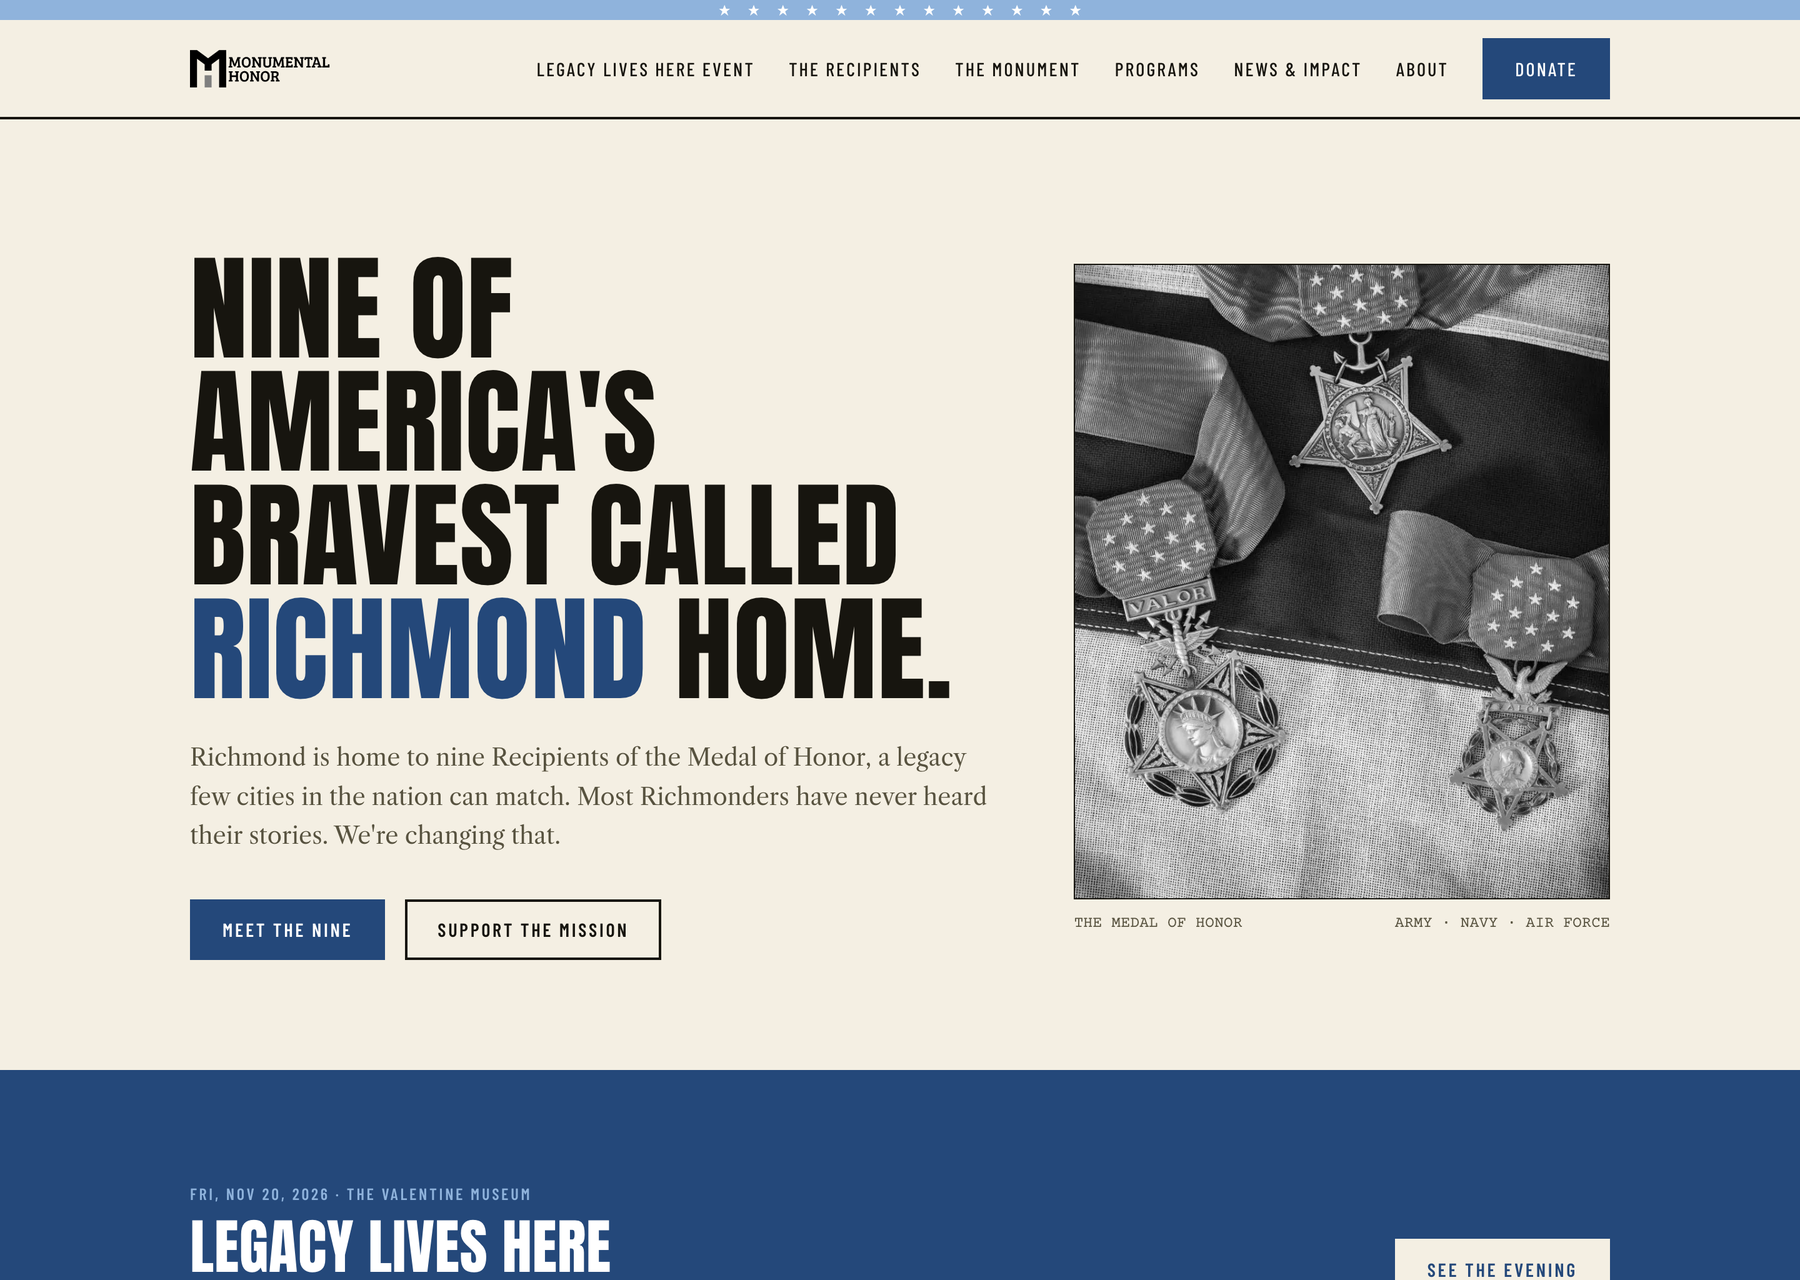 MONUMENTAL
HONOR
LEGACY LIVES HERE EVENT
THE RECIPIENTS
THE MONUMENT
PROGRAMS
NEWS & IMPACT
ABOUT
DONATE
NINE OF
AMERICA'S
BRAVEST CALLED
RICHMOND HOME.
Richmond is home to nine Recipients of the Medal of Honor, a legacy
few cities in the nation can match. Most Richmonders have never heard
their stories. We're changing that.
MEET THE NINE
SUPPORT THE MISSION
VALOR
THE MEDAL OF HONOR
ARMY · NAVY · AIR FORCE
FRI, NOV 20, 2026 · THE VALENTINE MUSEUM
LEGACY LIVES HERE
SEE THE EVENING